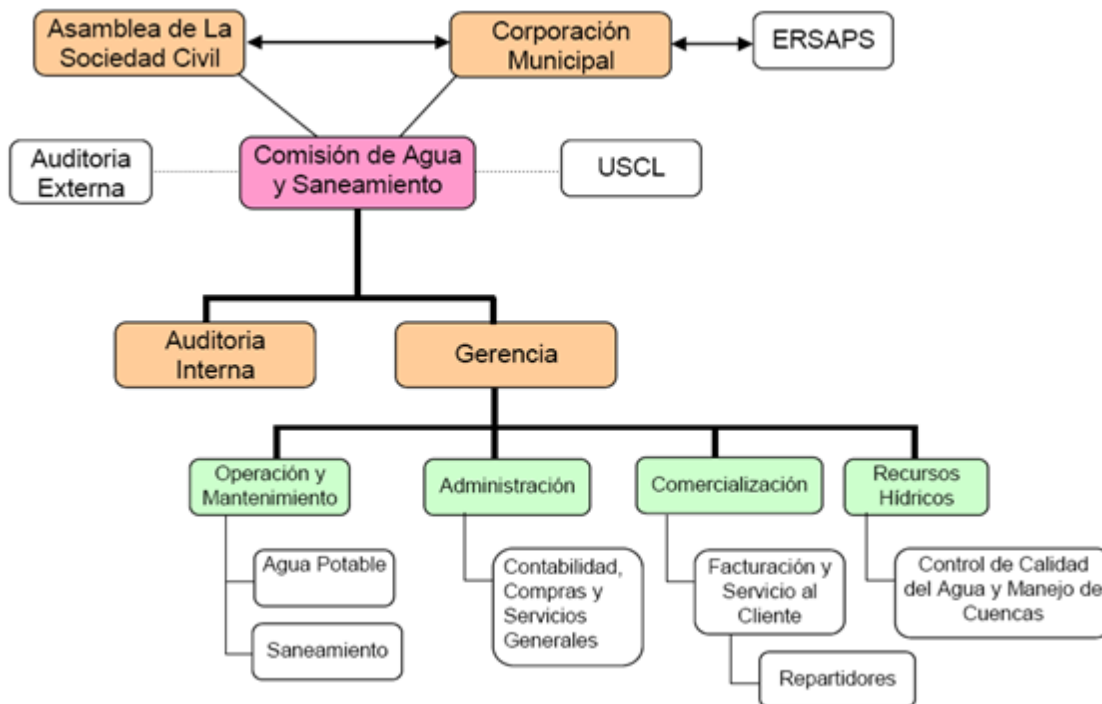 Asamblea de La
Sociedad Civil
Corporación
Municipal
ERSAPS
Auditoria
Externa
Comisión de Agua
y Saneamiento
USCL
Auditoria
Interna
Gerencia
Operación y
Mantenimiento
Administración
Comercialización
Recursos
Hídricos
Agua Potable
Saneamiento
Contabilidad,
Compras y
Servicios
Generales
Facturación y
Servicio al
Cliente
Repartidores
Control de Calidad
del Agua y Manejo de
Cuencas